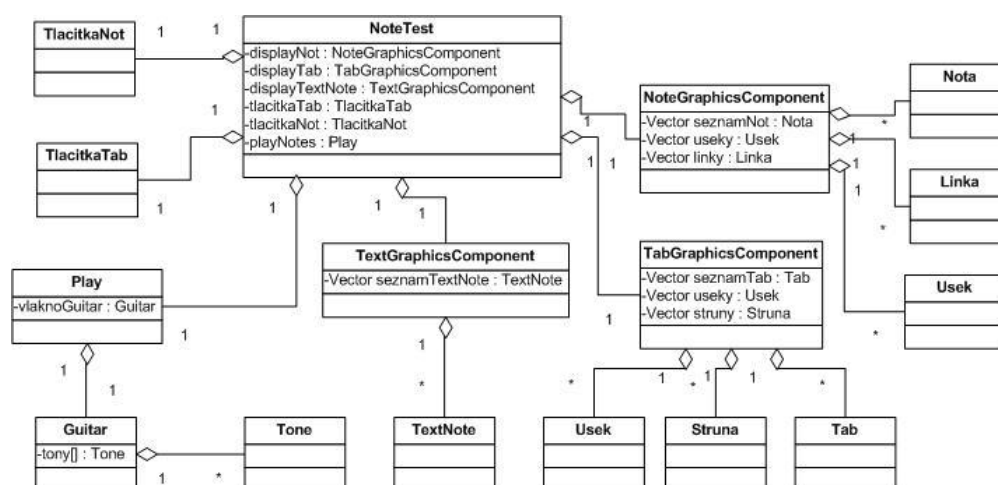 TlacitkaNot
1
1
NoteTest
-displayNot : NoteGraphicsComponent
-displayTab : TabGraphicsComponent
-displayTextNote : TextGraphicsComponent
-tlacitkaTab : TlacitkaTab
-tlacitkaNot : TlacitkaNot
-playNotes : Play
1
TlacitkaTab
1
1
1
1
1
1
1
NoteGraphicsComponent
-Vector seznamNot : Nota
-Vector useky : Usek
-Vector linky : Linka
Nota
*
1
1
1
Linka
*
Usek
*
TextGraphicsComponent
-Vector seznamTextNote : TextNote
TabGraphicsComponent
-Vector seznamTab : Tab
-Vector useky : Usek
-Vector struny : Struna
1
Play
-vlaknoGuitar : Guitar
1
1
1
1
*
*
1
*
1
1
*
Guitar
-tony[] : Tone
1
*
Tone
TextNote
Usek
Struna
Tab